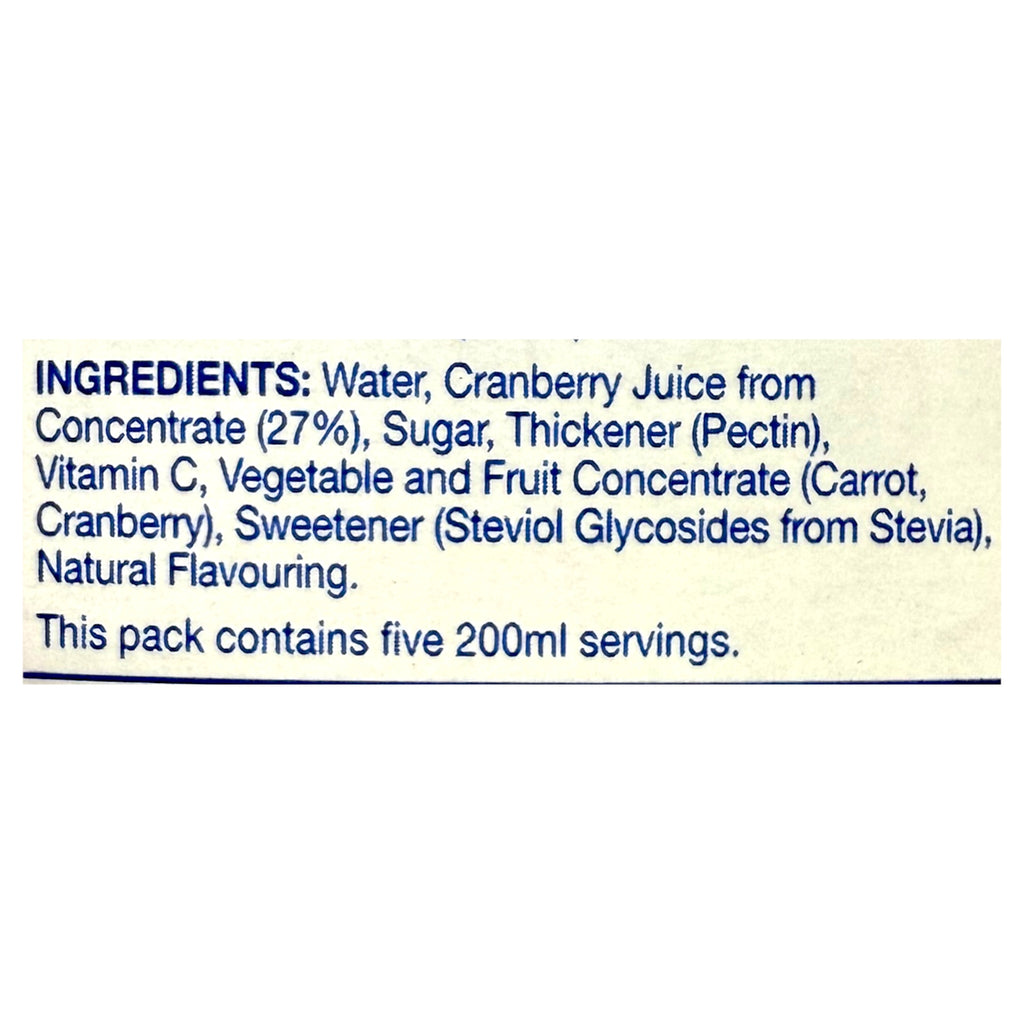 INGREDIENTS: Water, Cranberry Juice from
Concentrate (27%), Sugar, Thickener (Pectin),
Vitamin C, Vegetable and Fruit Concentrate (Carrot,
Cranberry), Sweetener (Steviol Glycosides from Stevia),
Natural Flavouring.
This pack contains five 200ml servings.